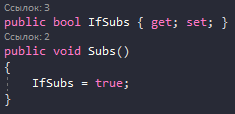 Ссылок: 3
public bool IfSubs { get; set; }
Ссылок: 2
public void Subs()
{
IfSubs = true;
}